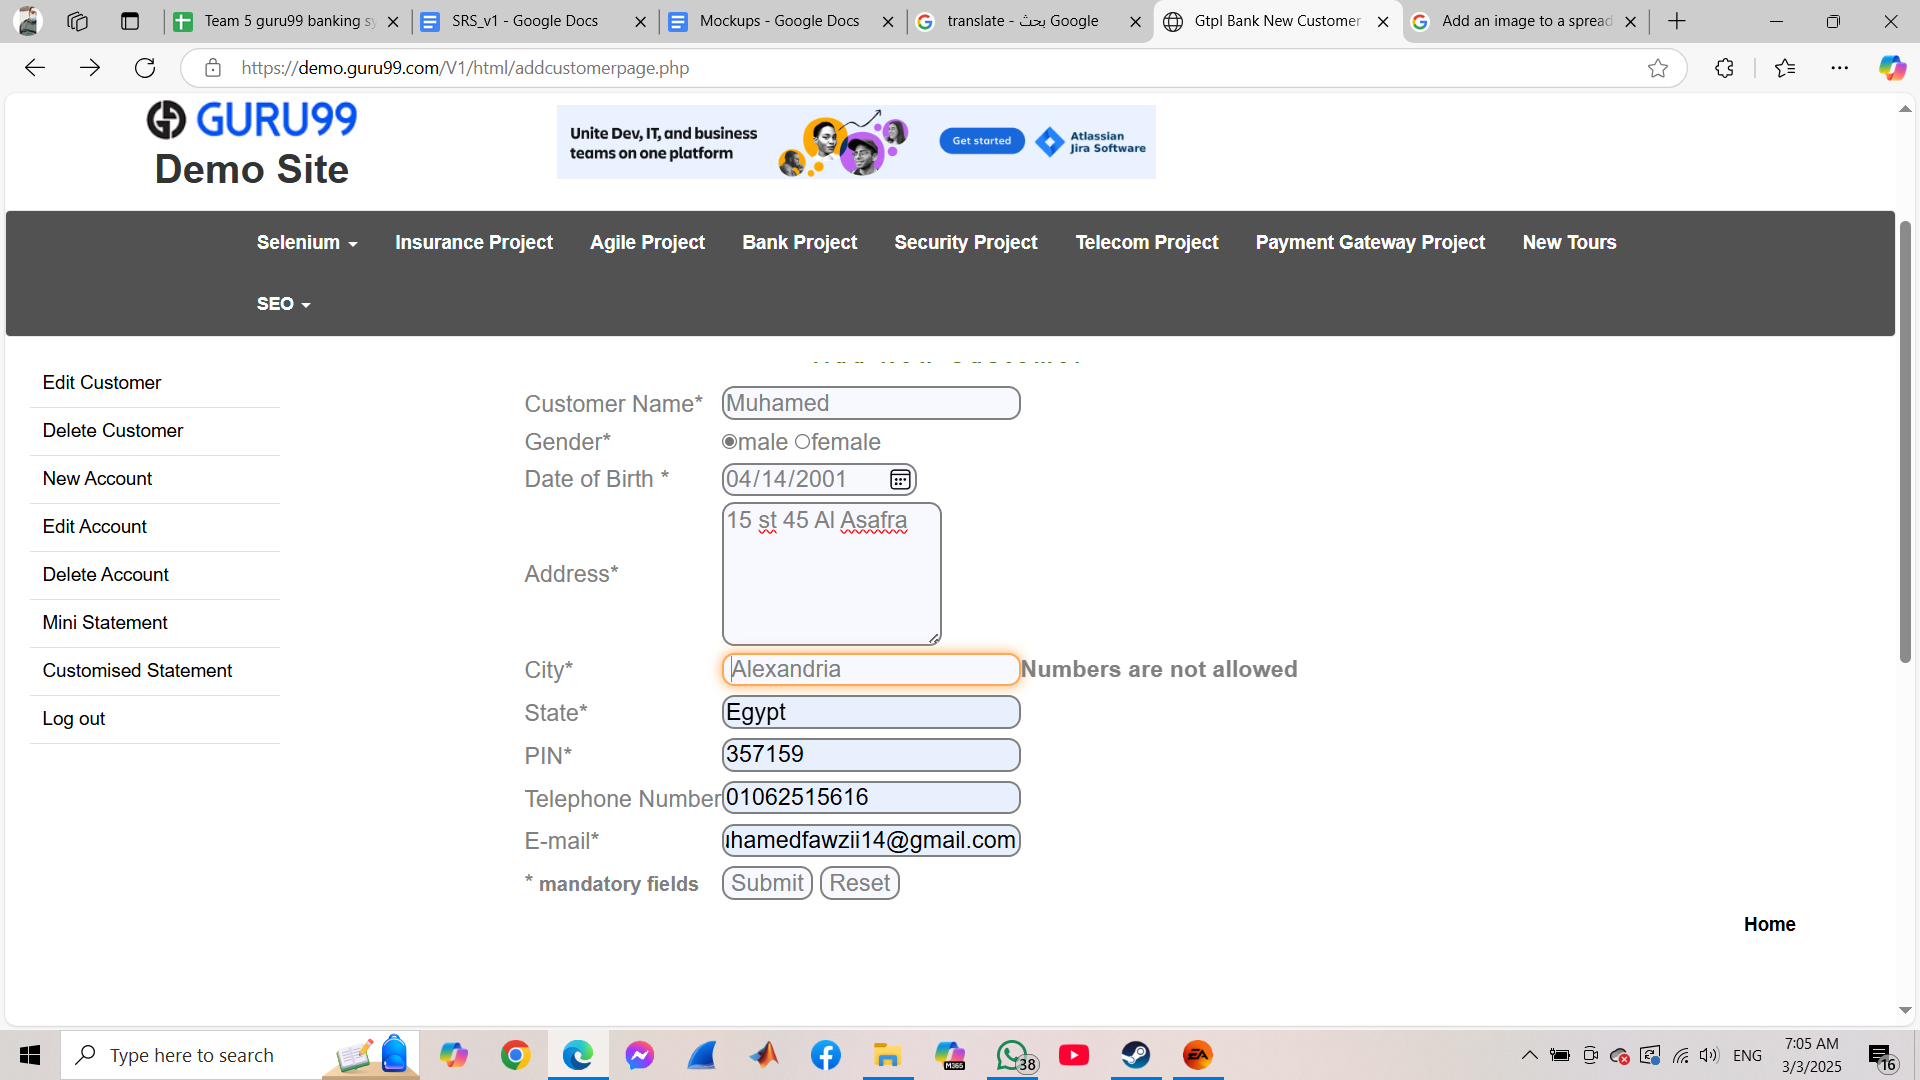 Team 5 guru99 banking sy
SRS_v1 - Google Docs
Mockups - Google Docs
translate - بحث Google
Gtpl Bank New Customer
Add an image to a spread
https://demo.guru99.com/V1/html/addcustomerpage.php
GURU99
Demo Site
Unite Dev, IT, and business
teams on one platform
Get started
Atlassian
Jira Software
Selenium
Insurance Project
Agile Project
Bank Project
Security Project
Telecom Project
Payment Gateway Project
New Tours
SEO
Edit Customer
Delete Customer
New Account
Edit Account
Delete Account
Mini Statement
Customised Statement
Log out
Customer Name* Muhamed
Gender* male female
Date of Birth * 04/14/2001
Address* 15 st 45 Al Asafra
City* Alexandria Numbers are not allowed
State* Egypt
PIN* 357159
Telephone Number 01062515616
E-mail* uhamedfawzii14@gmail.com
* mandatory fields Submit Reset
Home
Type here to search
M365
38
EA
ENG
7:05 AM
3/3/2025
16